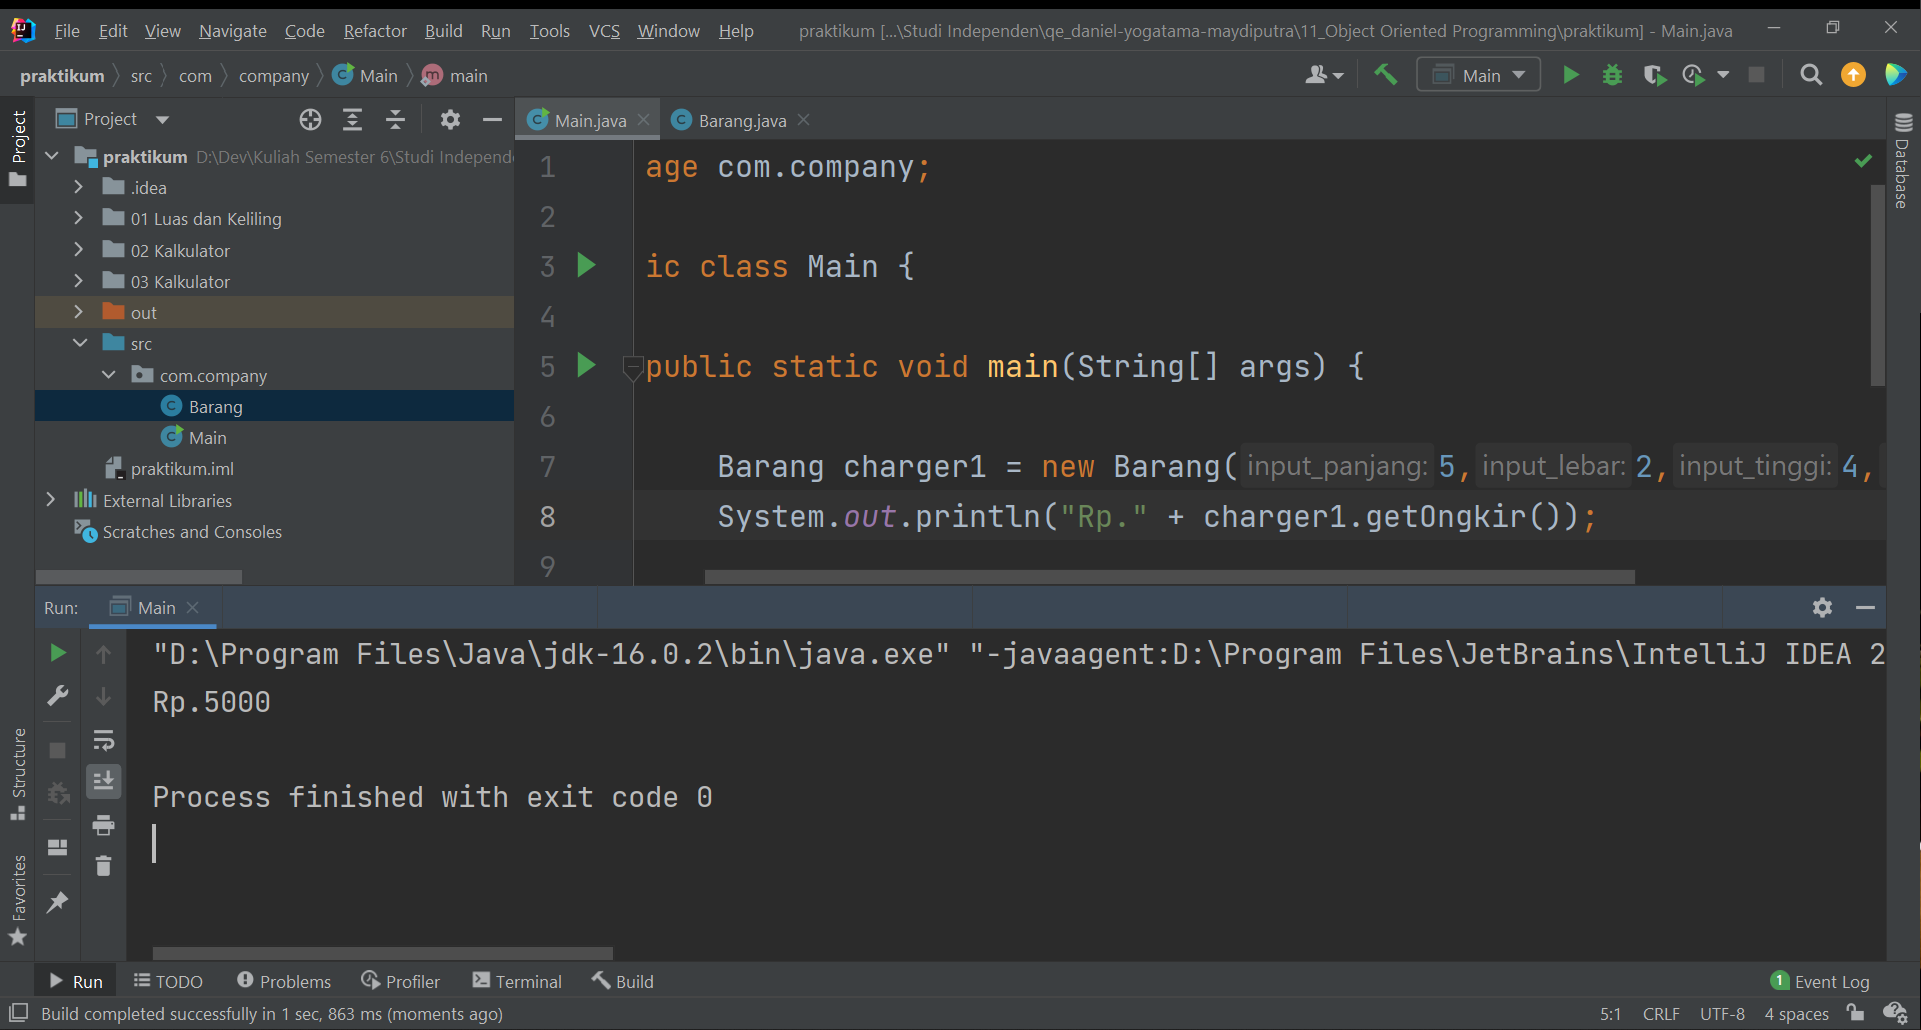 File Edit View Navigate Code Refactor Build Run Tools VCS Window Help praktikum [...\Studi Independen\qe_daniel-yogatama-maydiputra\11_Object Oriented Programming\praktikum] - Main.java
praktikum src com company Main m main
Main
Project
Project
Main.java Barang.java
Database
praktikum D:\Dev\Kuliah Semester 6\Studi Independ
.idea
01 Luas dan Keliling
02 Kalkulator
03 Kalkulator
out
src
com.company
Barang
Main
praktikum.iml
External Libraries
Scratches and Consoles
1 age com.company;
2
3 ic class Main {
4
5 public static void main(String[] args) {
6
7 Barang charger1 = new Barang( input_panjang: 5, input_lebar: 2, input_tinggi: 4,
8 System.out.println("Rp." + charger1.getOngkir());
9
Run: Main
"D:\Program Files\Java\jdk-16.0.2\bin\java.exe" "-javaagent:D:\Program Files\JetBrains\IntelliJ IDEA 2
Rp.5000
Process finished with exit code 0
Structure
Favorites
Run TODO Problems Profiler Terminal Build 1 Event Log
Build completed successfully in 1 sec, 863 ms (moments ago) 5:1 CRLF UTF-8 4 spaces